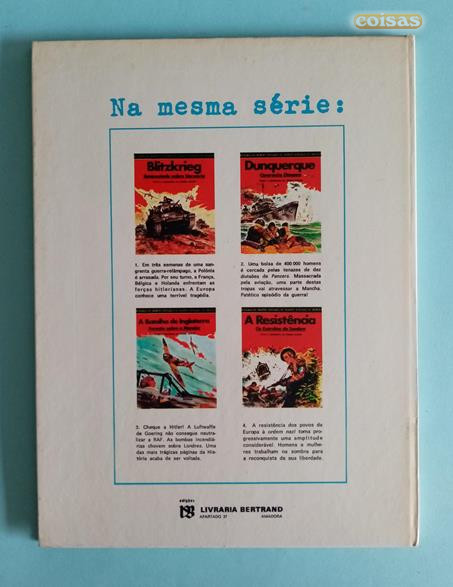 coisas
Na mesma série:
Blitzkrieg
Dunquerque
1. Em três semanas de uma san-
grenta guerra-relâmpago, a Polónia
é arrasada. Por seu turno, a França,
Bélgica e Holanda enfrentam as
forças hitlerianas. A Europa
conhece uma terrível tragédia.
2. Uma bolsa de 400 000 homens
é cercada pelas tenazes de dez
divisões de Panzers. Massacrada
pela aviação, uma parte destas
tropas vai atravessar a Mancha.
Patético episódio da guerra!
A Batalha de Inglaterra
A Resistência
3. Cheque a Hitler! A Luftwaffe
de Goering não consegue neutra-
lizar a RAF. As bombas incendiá-
rias chovem sobre Londres. Uma
das mais trágicas páginas da His-
tória acaba de ser voltada.
4. A resistência dos povos da
Europa à ordem nazi toma pro-
gressivamente uma amplitude
considerável. Homens e mulhe-
res trabalham na sombra para
a reconquista de sua liberdade.
edições
LIVRARIA BERTRAND
APARTADO 37 AMADORA